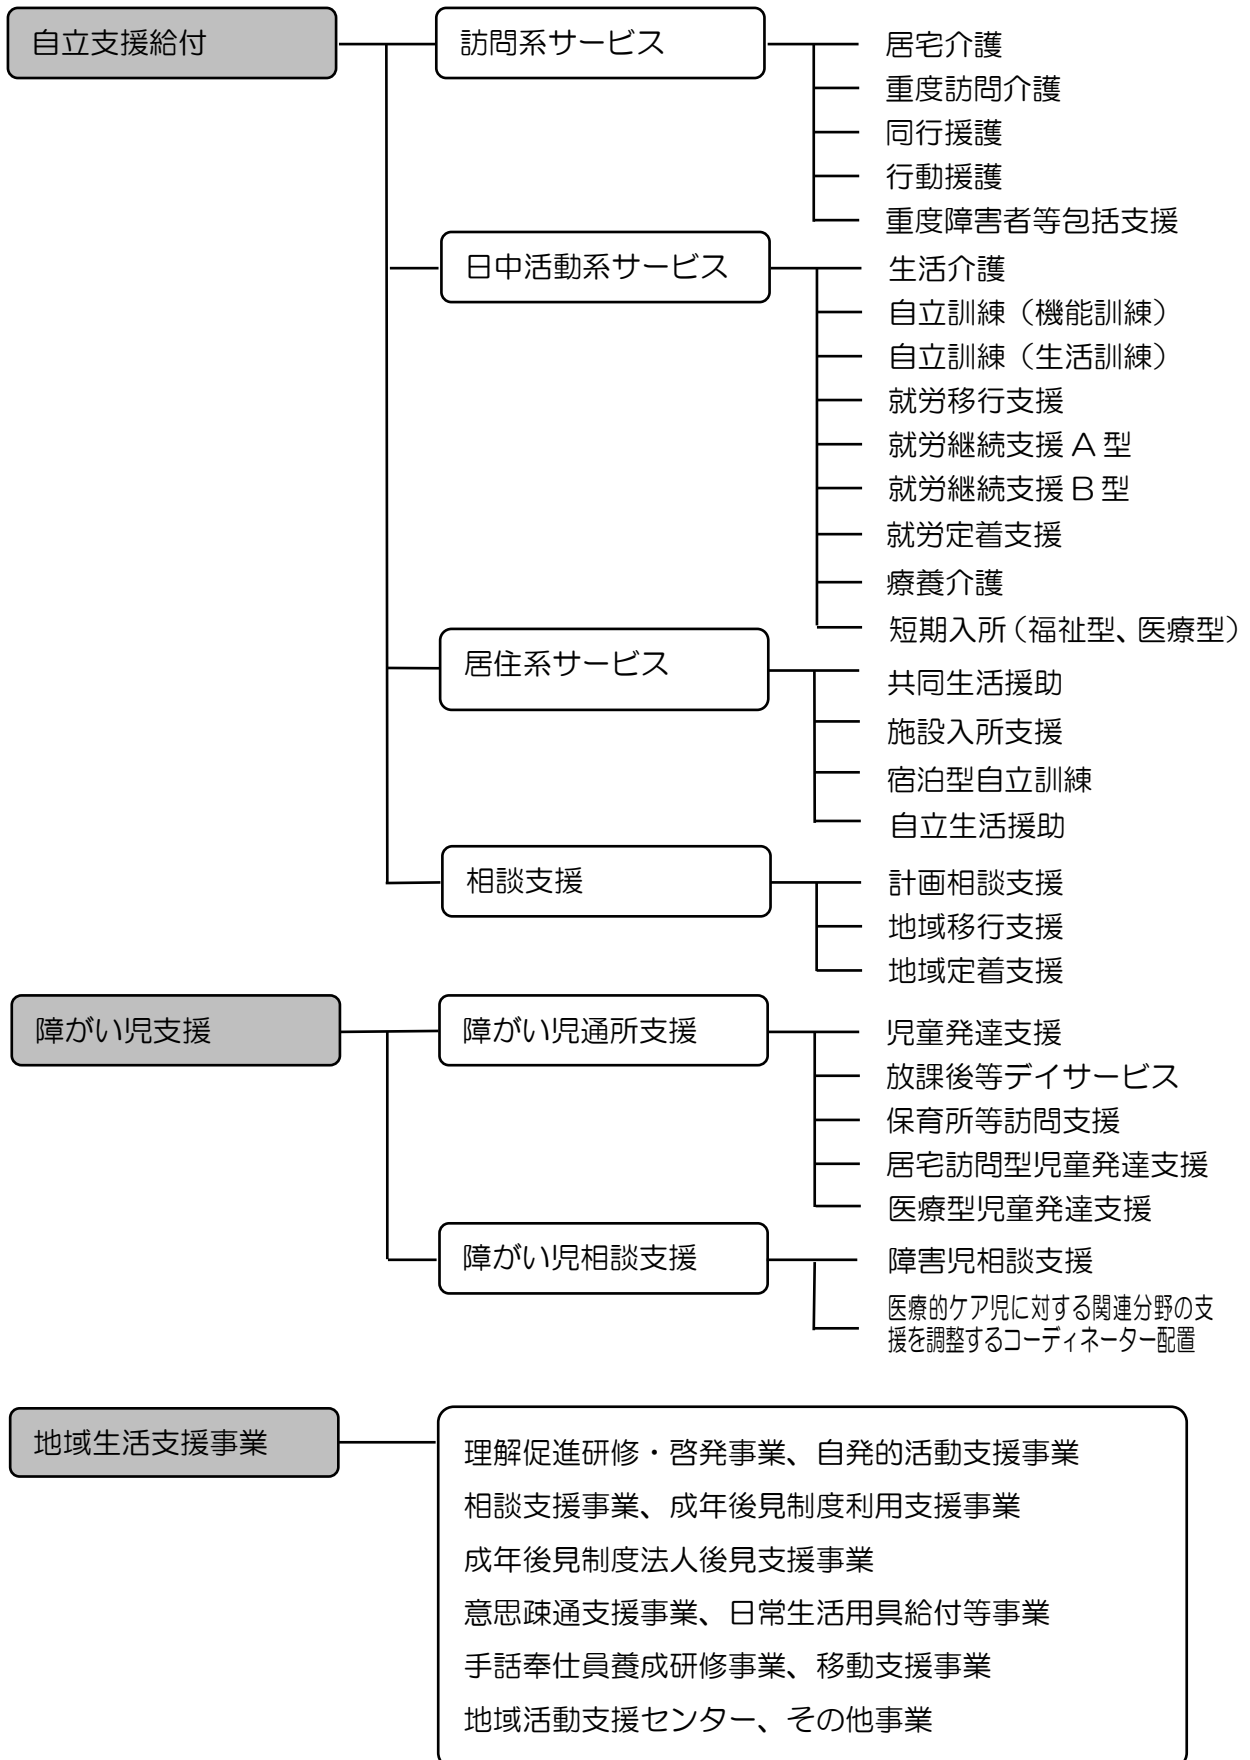 自立支援給付
訪問系サービス
居宅介護
重度訪問介護
同行援護
行動援護
重度障害者等包括支援
日中活動系サービス
生活介護
自立訓練（機能訓練）
自立訓練（生活訓練）
就労移行支援
就労継続支援A型
就労継続支援B型
就労定着支援
療養介護
短期入所（福祉型、医療型）
居住系サービス
共同生活援助
施設入所支援
宿泊型自立訓練
自立生活援助
相談支援
計画相談支援
地域移行支援
地域定着支援
障がい児支援
障がい児通所支援
児童発達支援
放課後等デイサービス
保育所等訪問支援
居宅訪問型児童発達支援
医療型児童発達支援
障がい児相談支援
障害児相談支援
医療的ケア児に対する関連分野の支
援を調整するコーディネーター配置
地域生活支援事業
理解促進研修・啓発事業、自発的活動支援事業
相談支援事業、成年後見制度利用支援事業
成年後見制度法人後見支援事業
意思疎通支援事業、日常生活用具給付等事業
手話奉仕員養成研修事業、移動支援事業
地域活動支援センター、その他事業